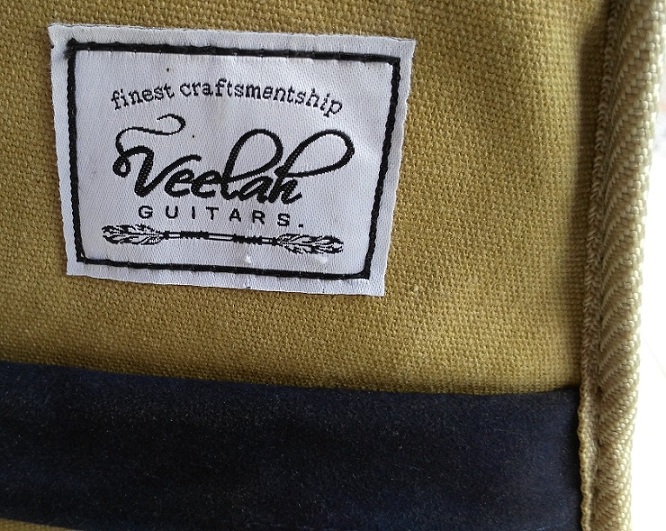 finest craftsmentship
Veelah
GUITARS.